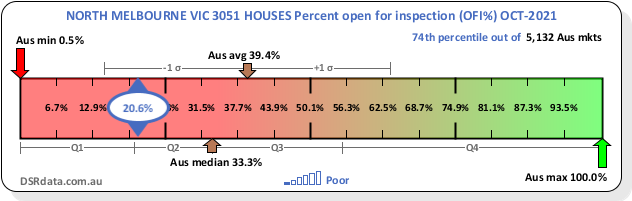 NORTH MELBOURNE VIC 3051 HOUSES Percent open for inspection (OFI%) OCT-2021
74th percentile out of 5,132 Aus mkts
Aus min 0.5%
Aus avg 39.4%
-1 σ +1 σ
6.7% 12.9% 20.6% % 31.5% 37.7% 43.9% 50.1% 56.3% 62.5% 68.7% 74.9% 81.1% 87.3% 93.5%
Q1 Q2 Q3 Q4
Aus median 33.3%
Aus max 100.0%
DSRdata.com.au
Poor